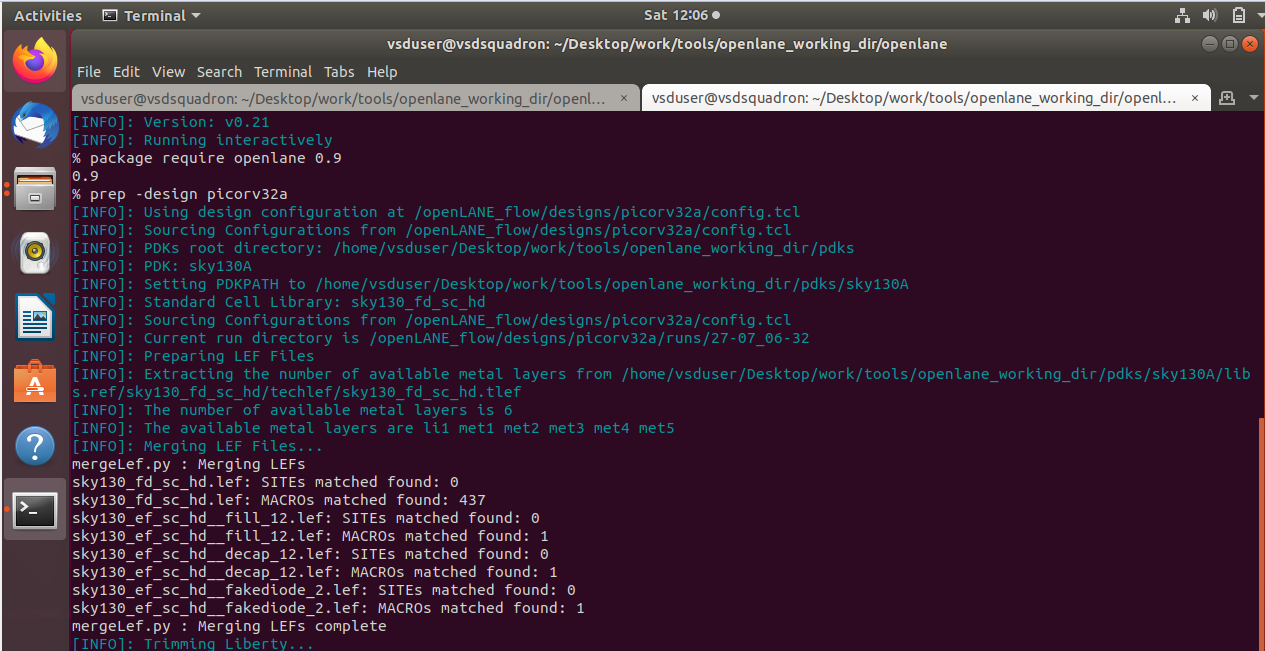 Activities Terminal Sat 12:06
vsduser@vsdsquadron: ~/Desktop/work/tools/openlane_working_dir/openlane
File Edit View Search Terminal Tabs Help
vsduser@vsdsquadron: ~/Desktop/work/tools/openlane_working_dir/openl... × vsduser@vsdsquadron: ~/Desktop/work/tools/openlane_working_dir/openl... ×
[INFO]: Version: v0.21
[INFO]: Running interactively
% package require openlane 0.9
0.9
% prep -design picorv32a
[INFO]: Using design configuration at /openLANE_flow/designs/picorv32a/config.tcl
[INFO]: Sourcing Configurations from /openLANE_flow/designs/picorv32a/config.tcl
[INFO]: PDKs root directory: /home/vsduser/Desktop/work/tools/openlane_working_dir/pdks
[INFO]: PDK: sky130A
[INFO]: Setting PDKPATH to /home/vsduser/Desktop/work/tools/openlane_working_dir/pdks/sky130A
[INFO]: Standard Cell Library: sky130_fd_sc_hd
[INFO]: Sourcing Configurations from /openLANE_flow/designs/picorv32a/config.tcl
[INFO]: Current run directory is /openLANE_flow/designs/picorv32a/runs/27-07_06-32
[INFO]: Preparing LEF Files
[INFO]: Extracting the number of available metal layers from /home/vsduser/Desktop/work/tools/openlane_working_dir/pdks/sky130A/lib
s.ref/sky130_fd_sc_hd/techlef/sky130_fd_sc_hd.tlef
[INFO]: The number of available metal layers is 6
[INFO]: The available metal layers are li1 met1 met2 met3 met4 met5
[INFO]: Merging LEF Files...
mergeLef.py : Merging LEFs
sky130_fd_sc_hd.lef: SITEs matched found: 0
sky130_fd_sc_hd.lef: MACROs matched found: 437
sky130_ef_sc_hd__fill_12.lef: SITEs matched found: 0
sky130_ef_sc_hd__fill_12.lef: MACROs matched found: 1
sky130_ef_sc_hd__decap_12.lef: SITEs matched found: 0
sky130_ef_sc_hd__decap_12.lef: MACROs matched found: 1
sky130_ef_sc_hd__fakediode_2.lef: SITEs matched found: 0
sky130_ef_sc_hd__fakediode_2.lef: MACROs matched found: 1
mergeLef.py : Merging LEFs complete
[INFO]: Trimming Liberty...